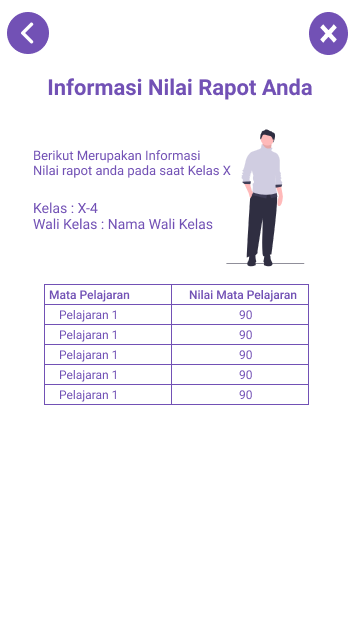 Informasi Nilai Rapot Anda
Berikut Merupakan Informasi
Nilai rapot anda pada saat Kelas X
Kelas : X-4
Wali Kelas : Nama Wali Kelas
Mata Pelajaran Nilai Mata Pelajaran
Pelajaran 1 90
Pelajaran 1 90
Pelajaran 1 90
Pelajaran 1 90
Pelajaran 1 90